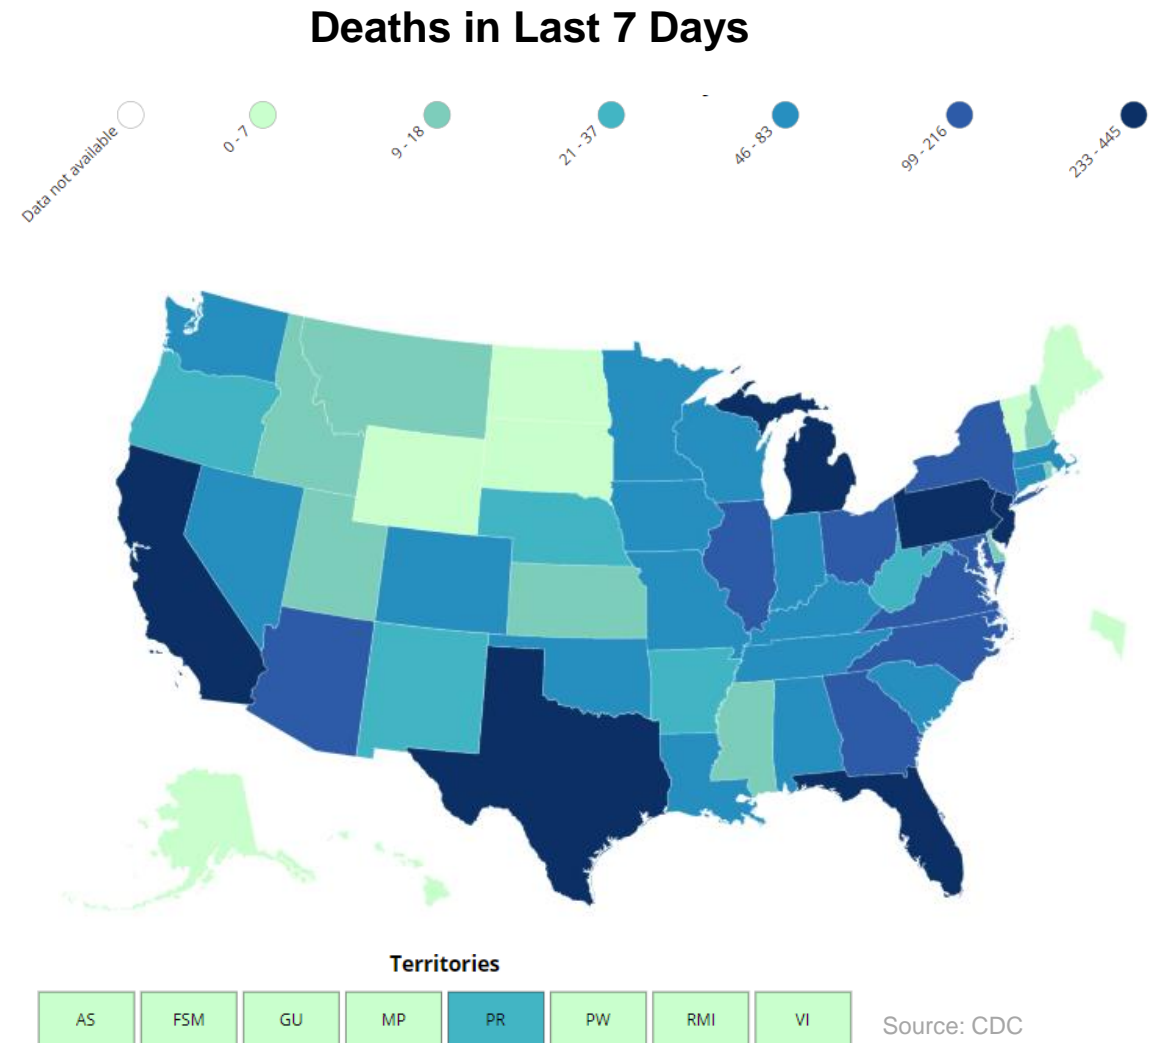 Deaths in Last 7 Days
Data not available
0 - 7
9 - 18
21 - 37
46 - 83
99 - 216
233 - 445
Territories
AS FSM GU MP PR PW RMI VI
Source: CDC